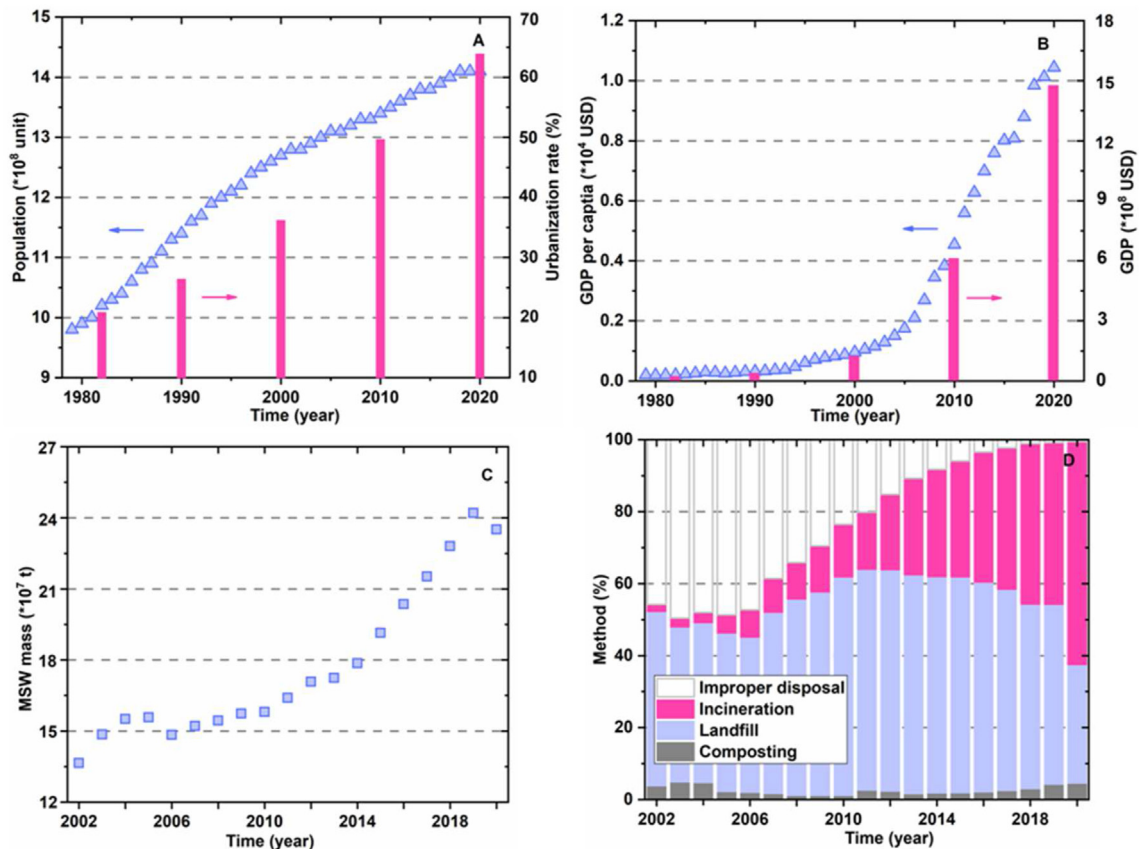 A
Population (*10⁸ unit)
15
14
13
12
11
10
9
70
60
50
40
30
20
10
Urbanization rate (%)
1980 1990 2000 2010 2020
Time (year)
B
GDP per captia (*10⁴ USD)
1.0
0.8
0.6
0.4
0.2
0.0
18
15
12
9
6
3
0
GDP (*10⁸ USD)
1980 1990 2000 2010 2020
Time (year)
C
MSW mass (*10⁷ t)
27
24
21
18
15
12
2002 2006 2010 2014 2018
Time (year)
D
Method (%)
100
80
60
40
20
0
Improper disposal
Incineration
Landfill
Composting
2002 2006 2010 2014 2018
Time (year)